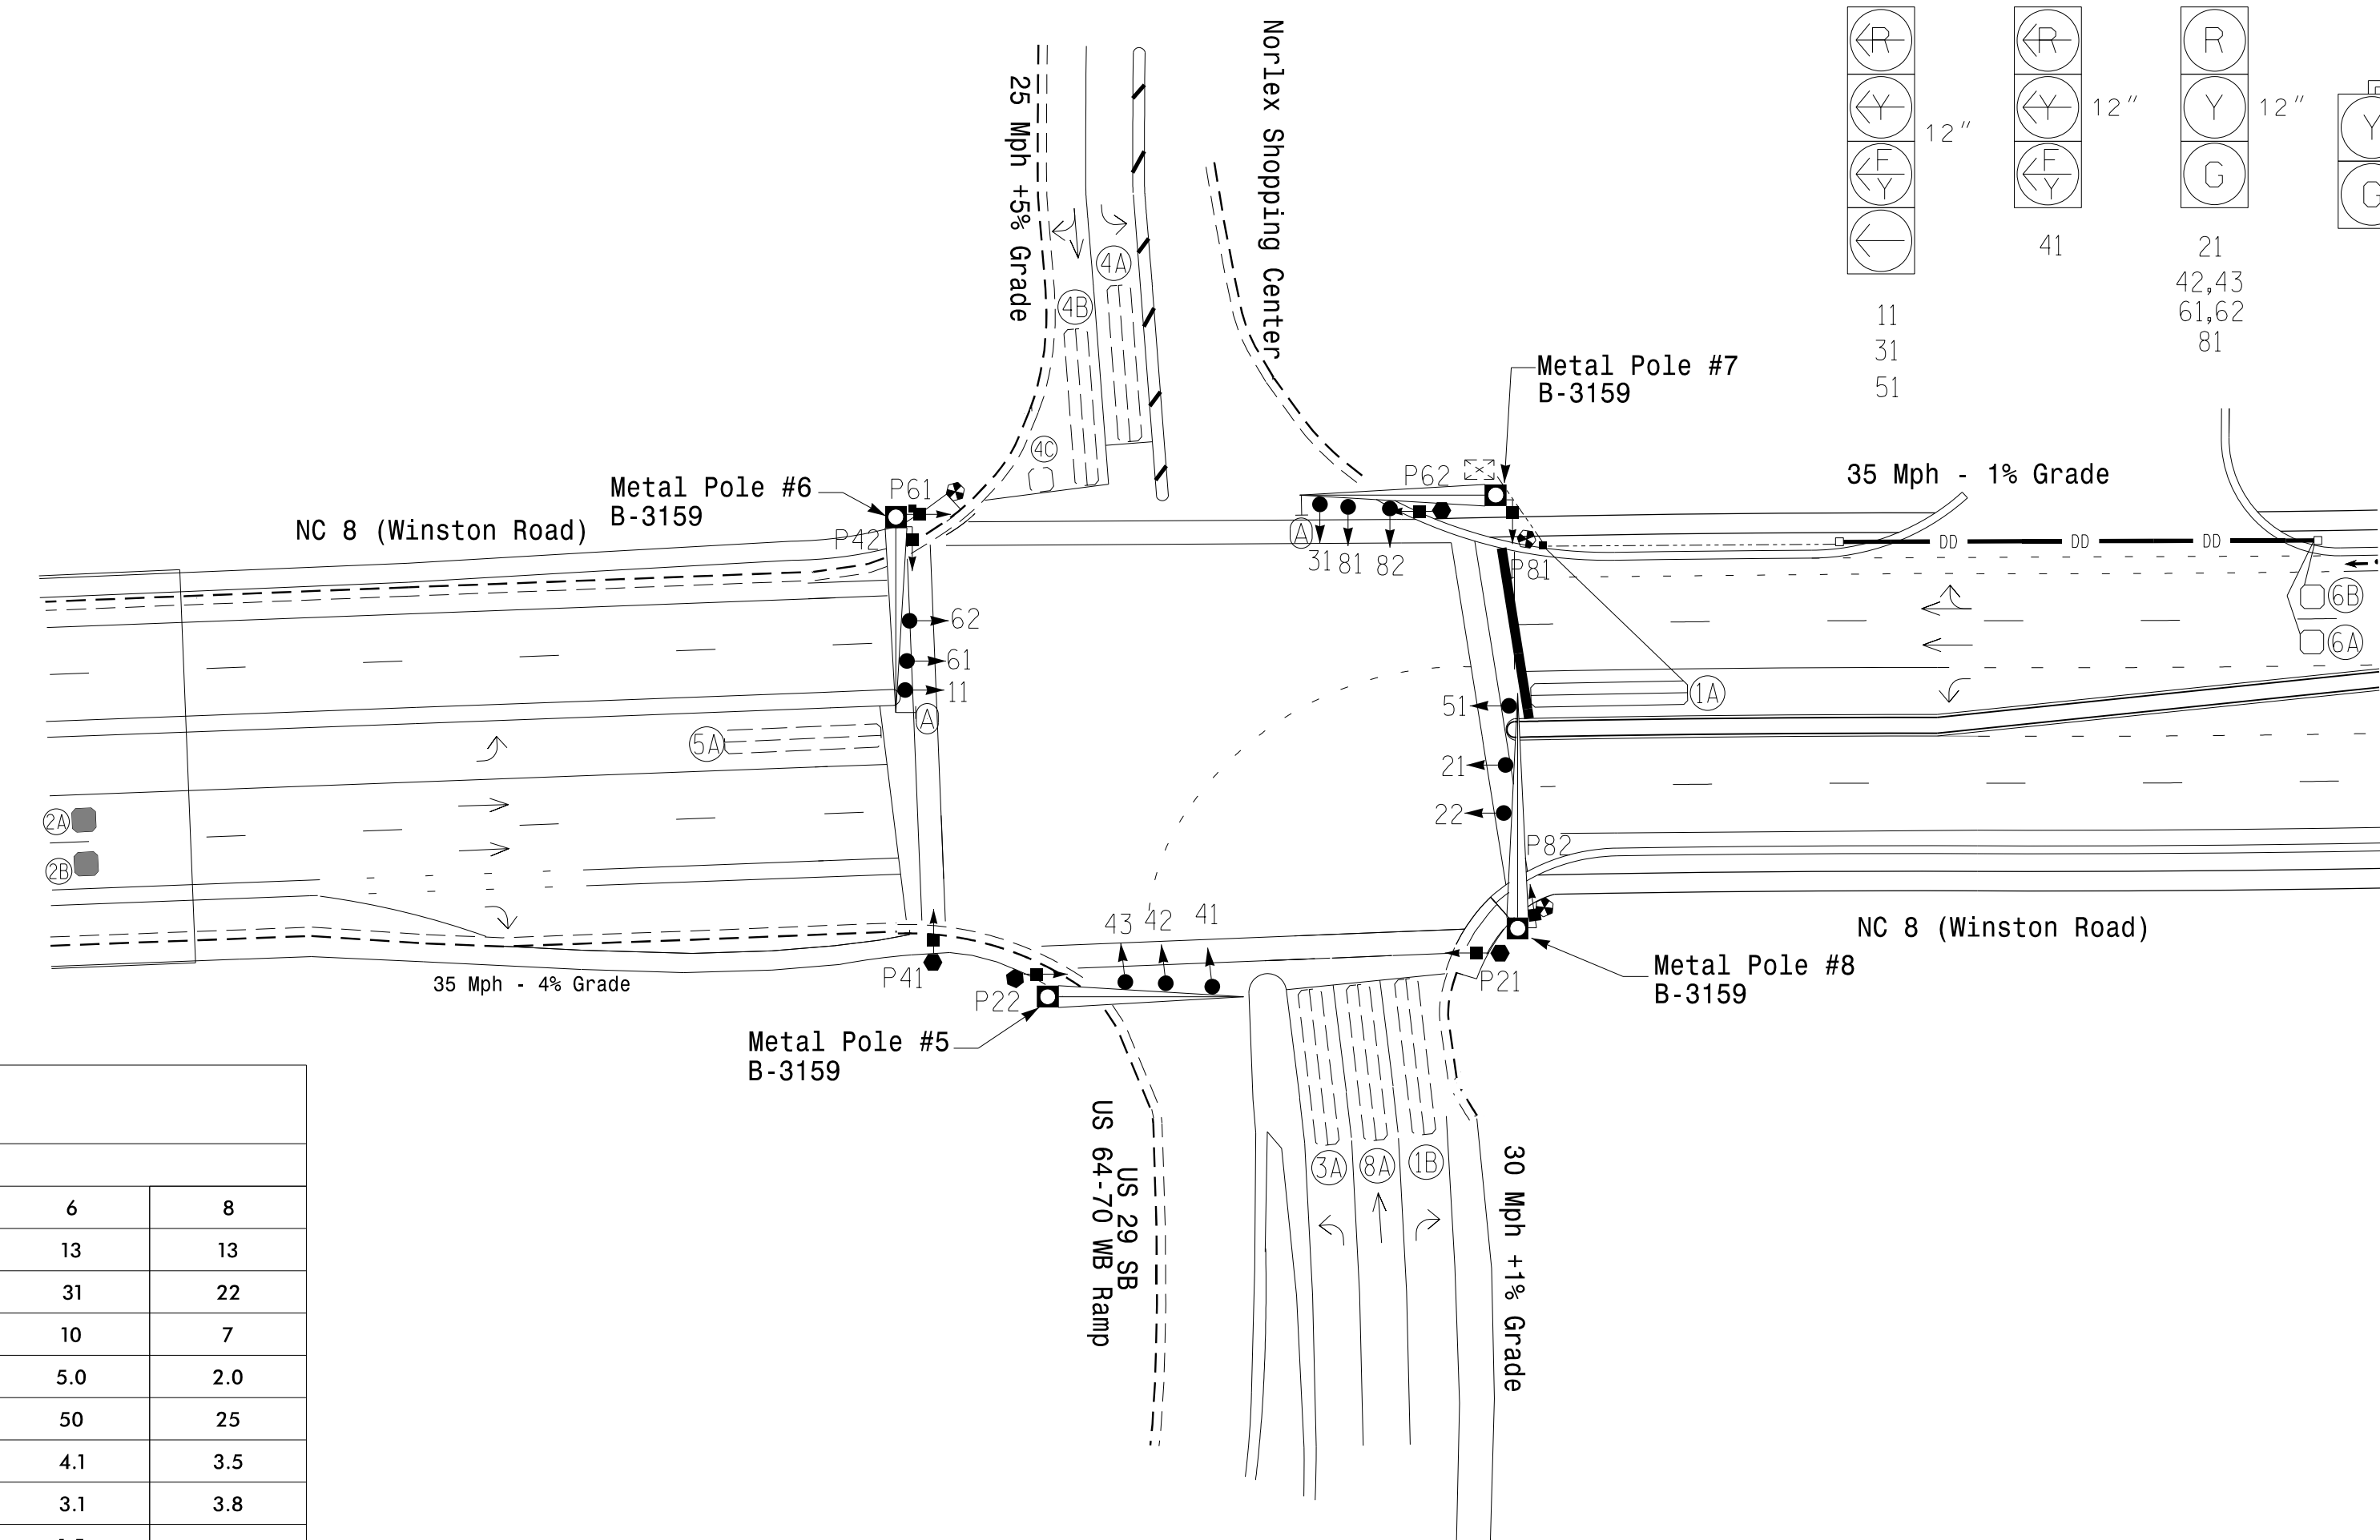 R
Y
F
Y
12"
11
31
51
R
Y
F
Y
12"
41
R
Y
G
12"
21
42,43
61,62
81
Y
G
25 Mph +5% Grade
Norlex Shopping Center
4A
4B
4C
Metal Pole #7
B-3159
Metal Pole #6
B-3159
NC 8 (Winston Road)
P61
P42
P62
A
31
81
82
P81
35 Mph - 1% Grade
DD
DD
DD
6B
6A
62
61
11
A
5A
51
1A
21
22
P82
2A
2B
43
42
41
P41
P22
P21
35 Mph - 4% Grade
NC 8 (Winston Road)
Metal Pole #8
B-3159
Metal Pole #5
B-3159
3A
8A
1B
US 29 SB
US 64-70 WB Ramp
30 Mph +1% Grade
6 8
13 13
31 22
10 7
5.0 2.0
50 25
4.1 3.5
3.1 3.8